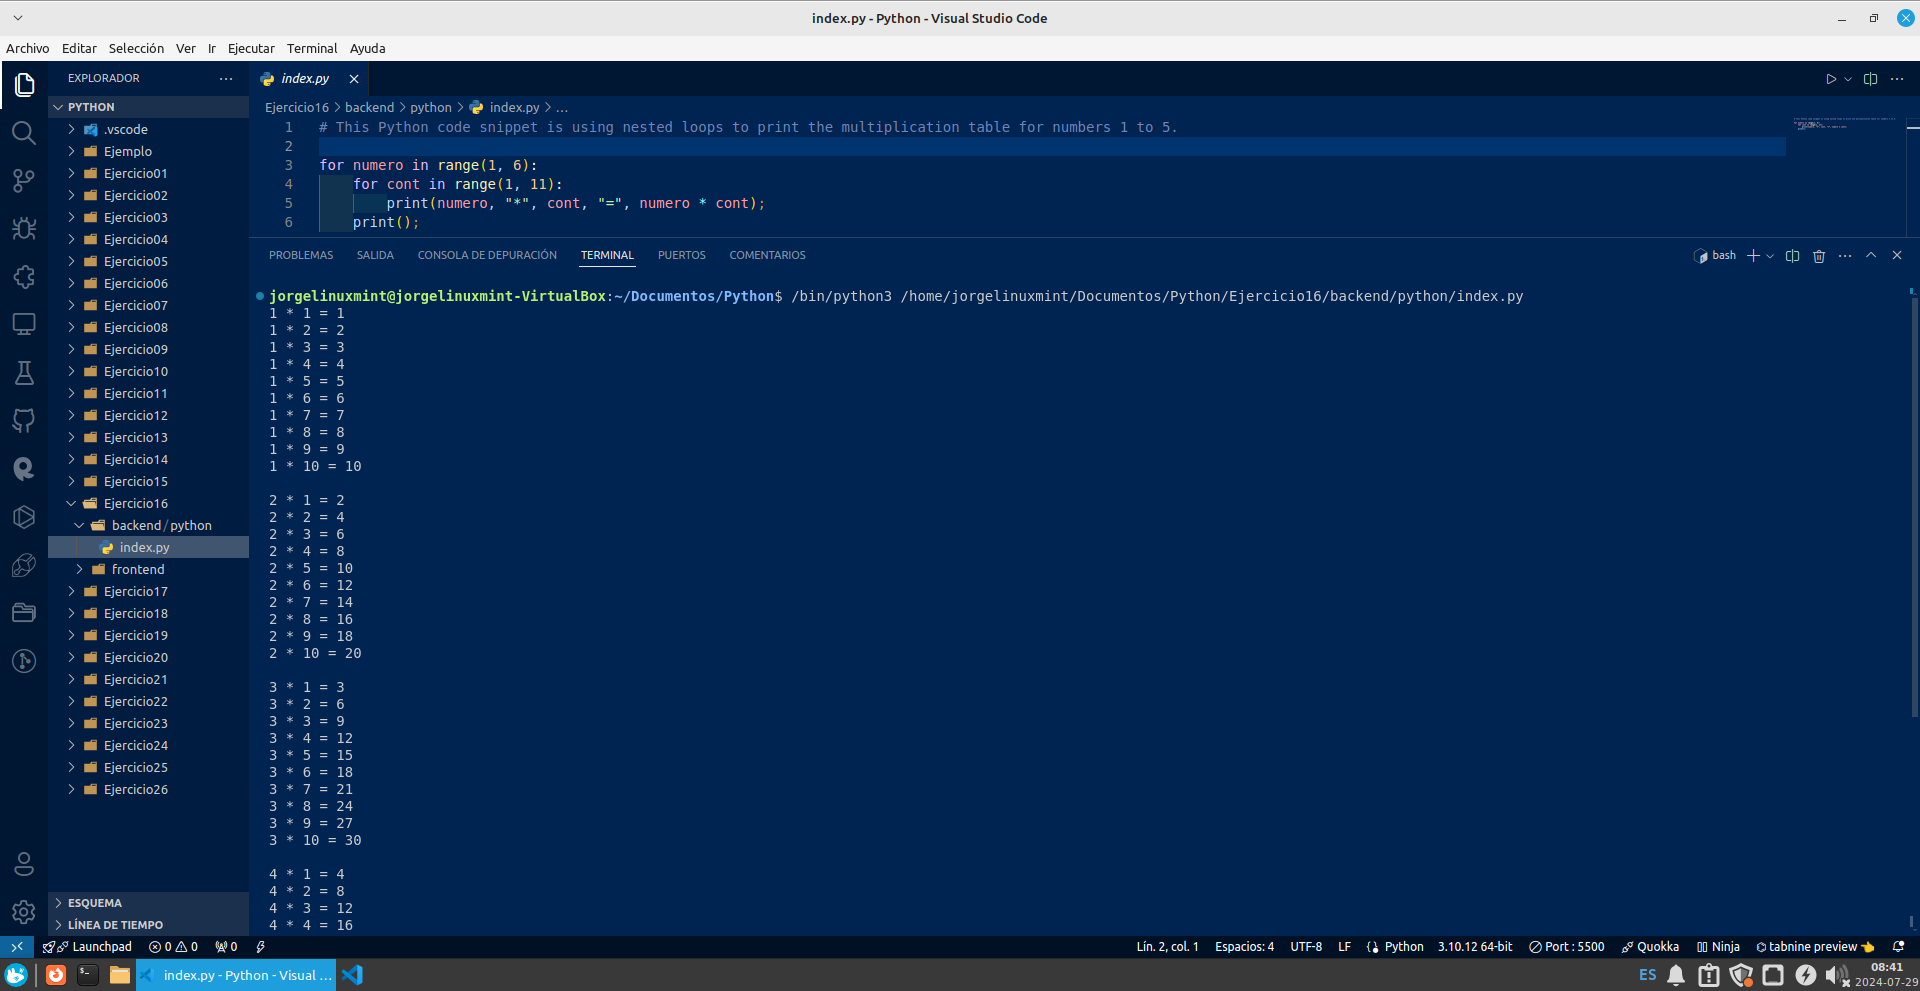 index.py - Python - Visual Studio Code
Archivo Editar Selección Ver Ir Ejecutar Terminal Ayuda
EXPLORADOR
PYTHON
.vscode
Ejemplo
Ejercicio01
Ejercicio02
Ejercicio03
Ejercicio04
Ejercicio05
Ejercicio06
Ejercicio07
Ejercicio08
Ejercicio09
Ejercicio10
Ejercicio11
Ejercicio12
Ejercicio13
Ejercicio14
Ejercicio15
Ejercicio16
backend/python
index.py
frontend
Ejercicio17
Ejercicio18
Ejercicio19
Ejercicio20
Ejercicio21
Ejercicio22
Ejercicio23
Ejercicio24
Ejercicio25
Ejercicio26
ESQUEMA
LÍNEA DE TIEMPO
index.py
Ejercicio16 > backend > python > index.py > ...
1 # This Python code snippet is using nested loops to print the multiplication table for numbers 1 to 5.
2
3 for numero in range(1, 6):
4 for cont in range(1, 11):
5 print(numero, "*", cont, "=", numero * cont);
6 print();
PROBLEMAS SALIDA CONSOLA DE DEPURACIÓN TERMINAL PUERTOS COMENTARIOS
bash
jorgelinuxmint@jorgelinuxmint-VirtualBox:~/Documentos/Python$ /bin/python3 /home/jorgelinuxmint/Documentos/Python/Ejercicio16/backend/python/index.py
1 * 1 = 1
1 * 2 = 2
1 * 3 = 3
1 * 4 = 4
1 * 5 = 5
1 * 6 = 6
1 * 7 = 7
1 * 8 = 8
1 * 9 = 9
1 * 10 = 10
2 * 1 = 2
2 * 2 = 4
2 * 3 = 6
2 * 4 = 8
2 * 5 = 10
2 * 6 = 12
2 * 7 = 14
2 * 8 = 16
2 * 9 = 18
2 * 10 = 20
3 * 1 = 3
3 * 2 = 6
3 * 3 = 9
3 * 4 = 12
3 * 5 = 15
3 * 6 = 18
3 * 7 = 21
3 * 8 = 24
3 * 9 = 27
3 * 10 = 30
4 * 1 = 4
4 * 2 = 8
4 * 3 = 12
4 * 4 = 16
Launchpad 0 0 0 Lín. 2, col. 1 Espacios: 4 UTF-8 LF Python 3.10.12 64-bit Port : 5500 Quokka Ninja tabnine preview
index.py - Python - Visual ... ES 08:41
2024-07-29